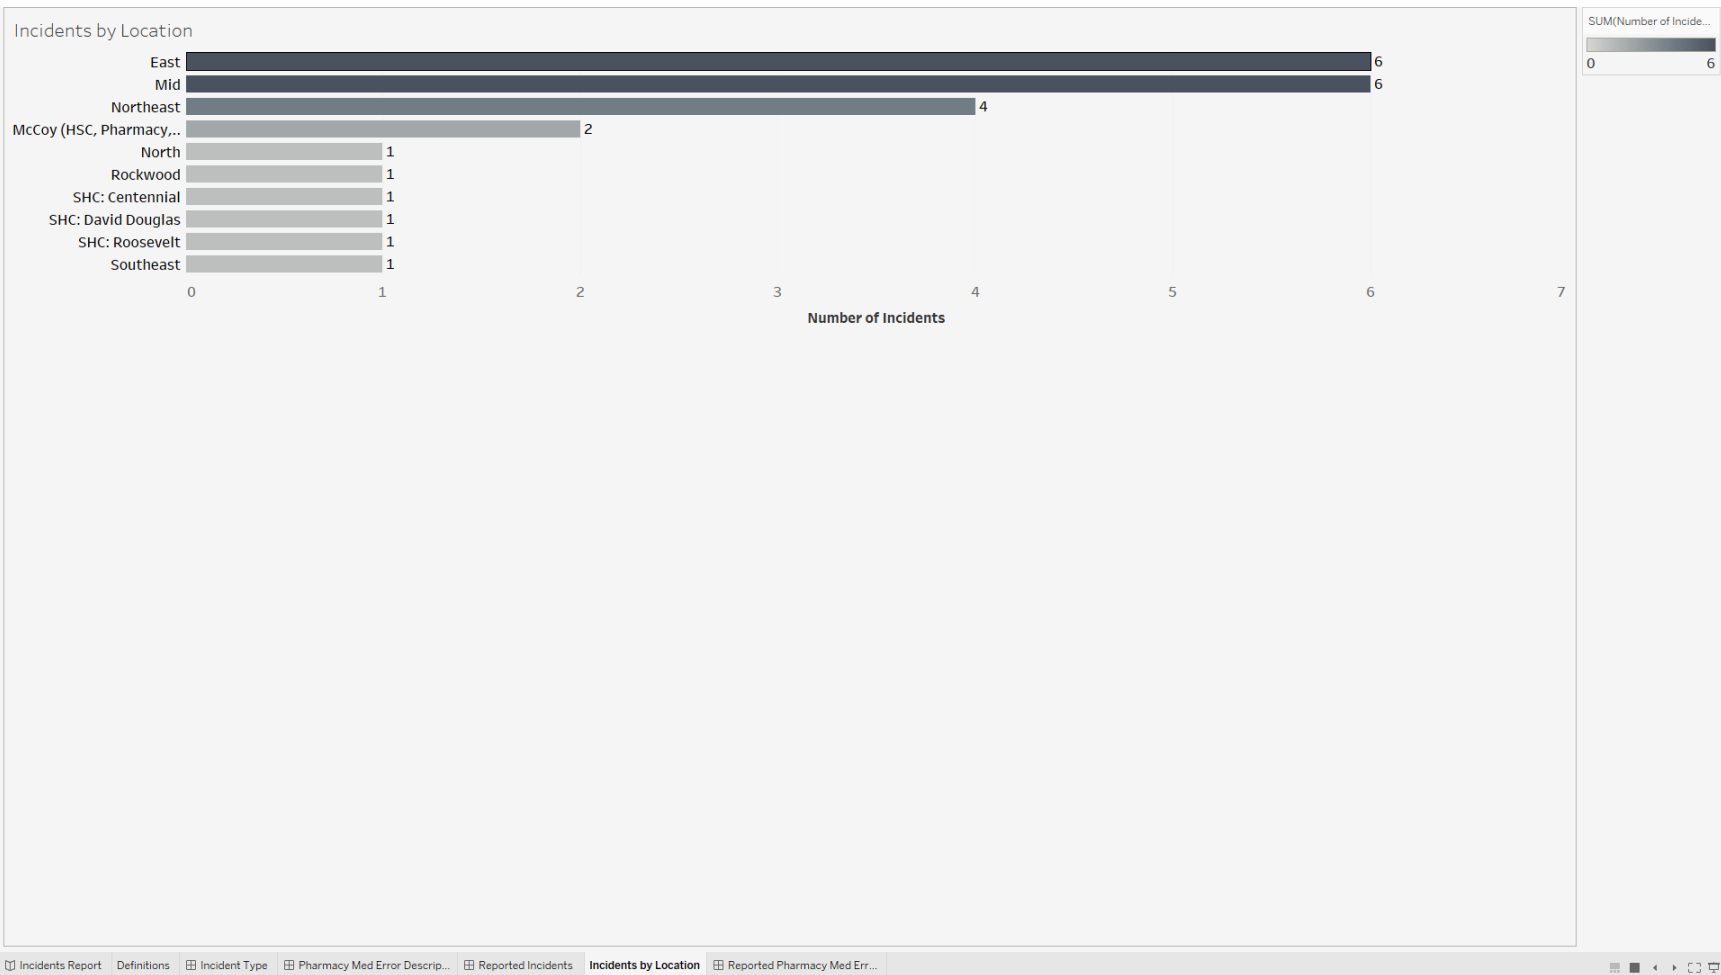 Incidents by Location
SUM(Number of Incide...
0 6
East 6
Mid 6
Northeast 4
McCoy (HSC, Pharmacy,.. 2
North 1
Rockwood 1
SHC: Centennial 1
SHC: David Douglas 1
SHC: Roosevelt 1
Southeast 1
0 1 2 3 4 5 6 7
Number of Incidents
Incidents Report Definitions Incident Type Pharmacy Med Error Descrip... Reported Incidents Incidents by Location Reported Pharmacy Med Err...